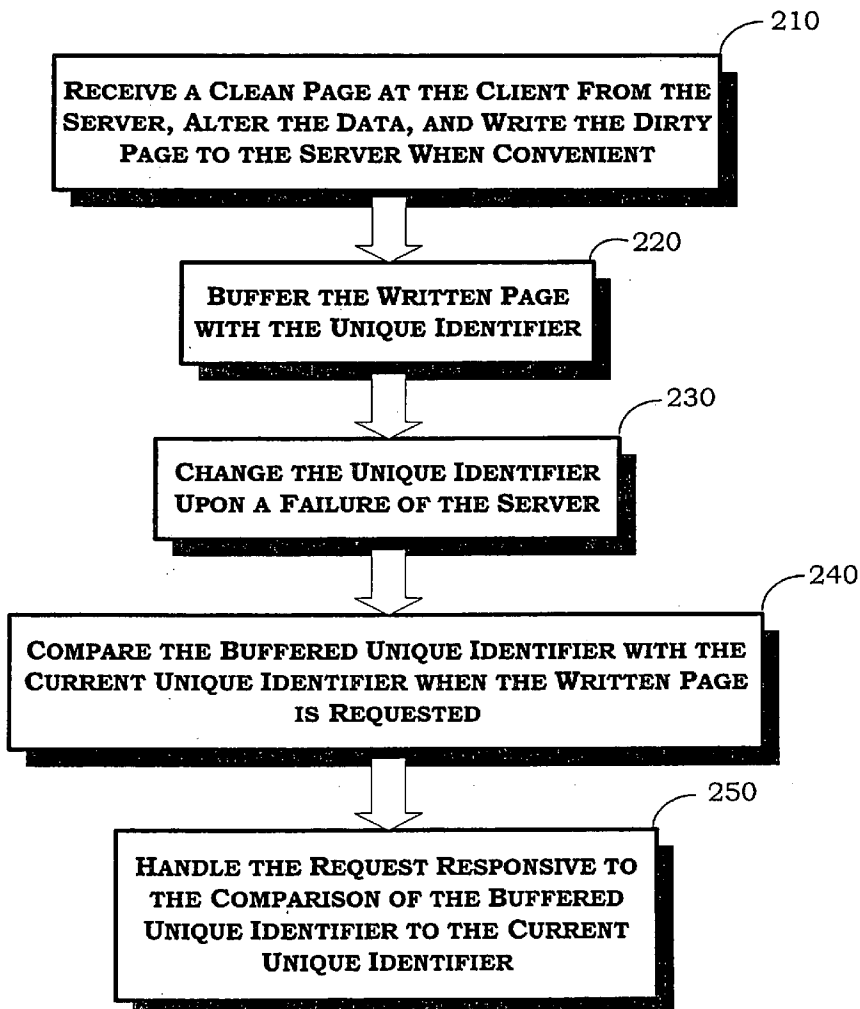 210
RECEIVE A CLEAN PAGE AT THE CLIENT FROM THE
SERVER, ALTER THE DATA, AND WRITE THE DIRTY
PAGE TO THE SERVER WHEN CONVENIENT
220
BUFFER THE WRITTEN PAGE
WITH THE UNIQUE IDENTIFIER
230
CHANGE THE UNIQUE IDENTIFIER
UPON A FAILURE OF THE SERVER
240
COMPARE THE BUFFERED UNIQUE IDENTIFIER WITH THE
CURRENT UNIQUE IDENTIFIER WHEN THE WRITTEN PAGE
IS REQUESTED
250
HANDLE THE REQUEST RESPONSIVE TO
THE COMPARISON OF THE BUFFERED
UNIQUE IDENTIFIER TO THE CURRENT
UNIQUE IDENTIFIER